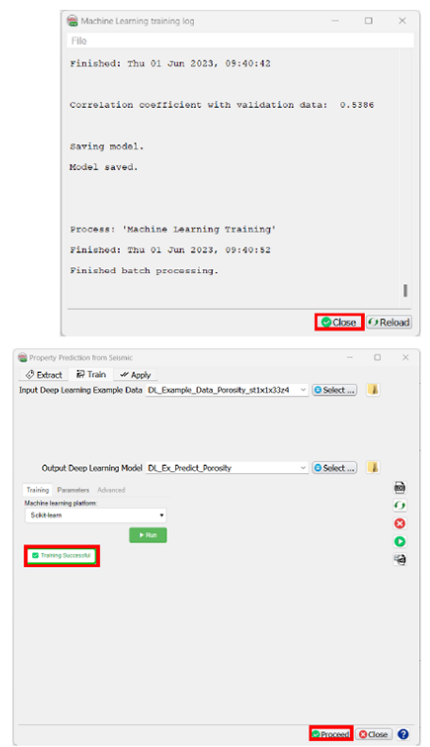 Machine Learning training log
File
Finished: Thu 01 Jun 2023, 09:40:42
Correlation coefficient with validation data: 0.5386
Saving model.
Model saved.
Process: 'Machine Learning Training'
Finished: Thu 01 Jun 2023, 09:40:52
Finished batch processing.
Close Reload
Property Prediction from Seismic
Extract Train Apply
Input Deep Learning Example Data DL_Example_Data_Porosity_st1x1x33z4 Select ...
Output Deep Learning Model DL_Ex_Predict_Porosity Select ...
Training Parameters Advanced
Machine learning platform
Scikit-learn
Run
Training Successful
Proceed Close ?